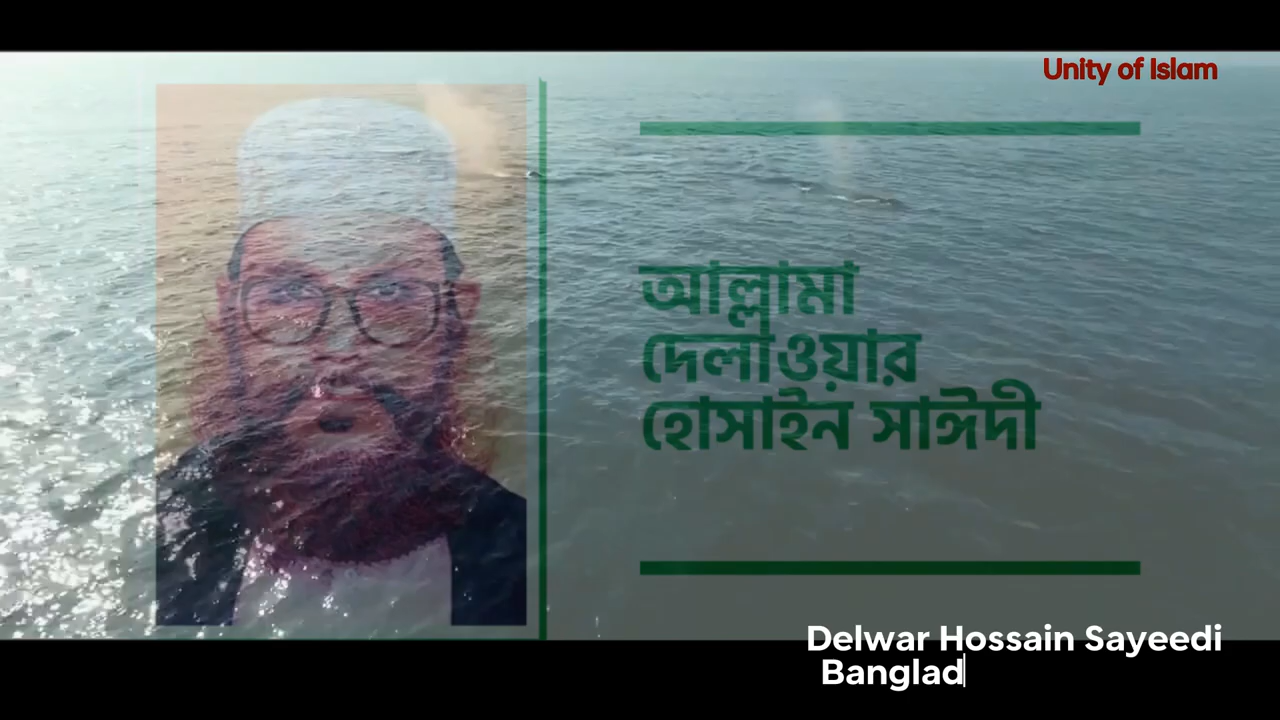 Unity of Islam
আল্লামা
দেলাওয়ার
হোসাইন সাঈদী
Delwar Hossain Sayeedi
Banglad